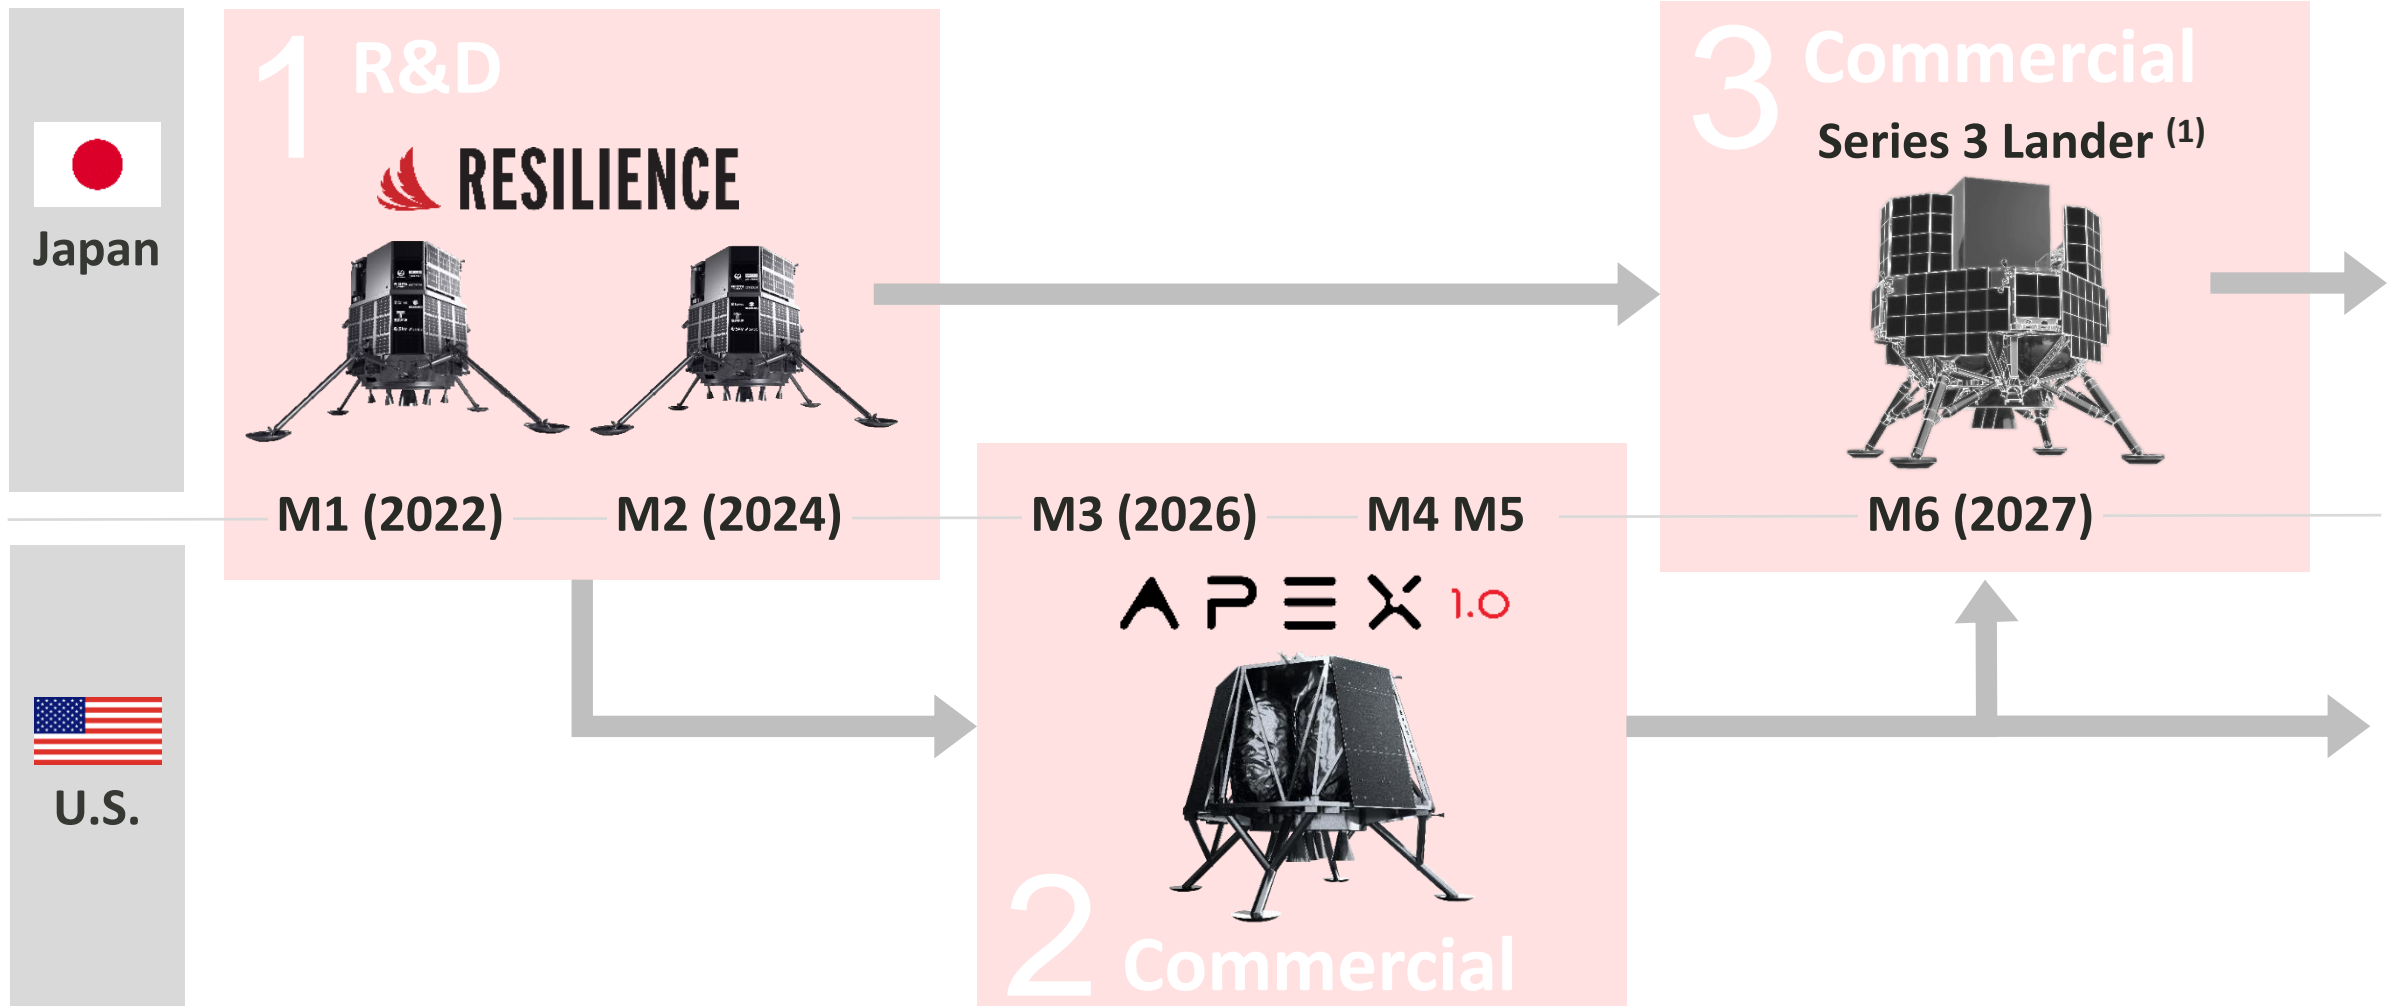 1 R&D
RESILIENCE
3 Commercial
Series 3 Lander (1)
Japan
M1 (2022)
M2 (2024)
M3 (2026)
M4 M5
M6 (2027)
APEX 1.0
U.S.
2 Commercial